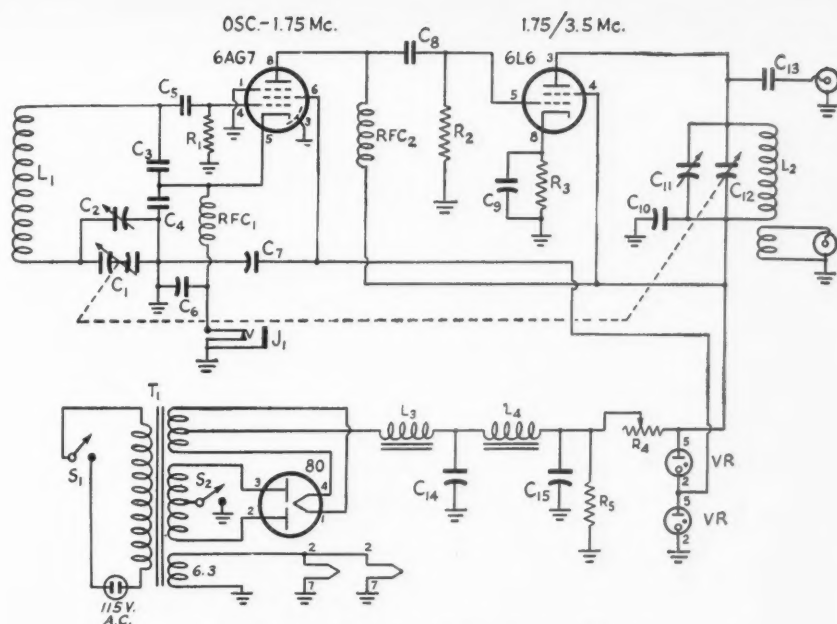 OSC.-1.75 Mc.
1.75/3.5 Mc.
6AG7
C8
6L6
8
3
C13
C5
1
6
4
3
5
R1
5
4
8
L1
C3
RFC2
R2
C9
R3
C11
C12
L2
C2
C4
RFC1
C10
C1
C7
C6
J1
T1
L3
L4
R4
5
VR
2
S1
S2
3
80
4
2
1
C14
C15
R5
5
VR
2
6.3
2
2
7
7
115 V.
A.C.